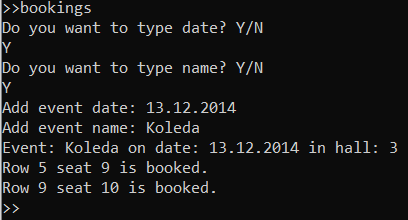 >>bookings
Do you want to type date? Y/N
Y
Do you want to type name? Y/N
Y
Add event date: 13.12.2014
Add event name: Koleda
Event: Koleda on date: 13.12.2014 in hall: 3
Row 5 seat 9 is booked.
Row 9 seat 10 is booked.
>>